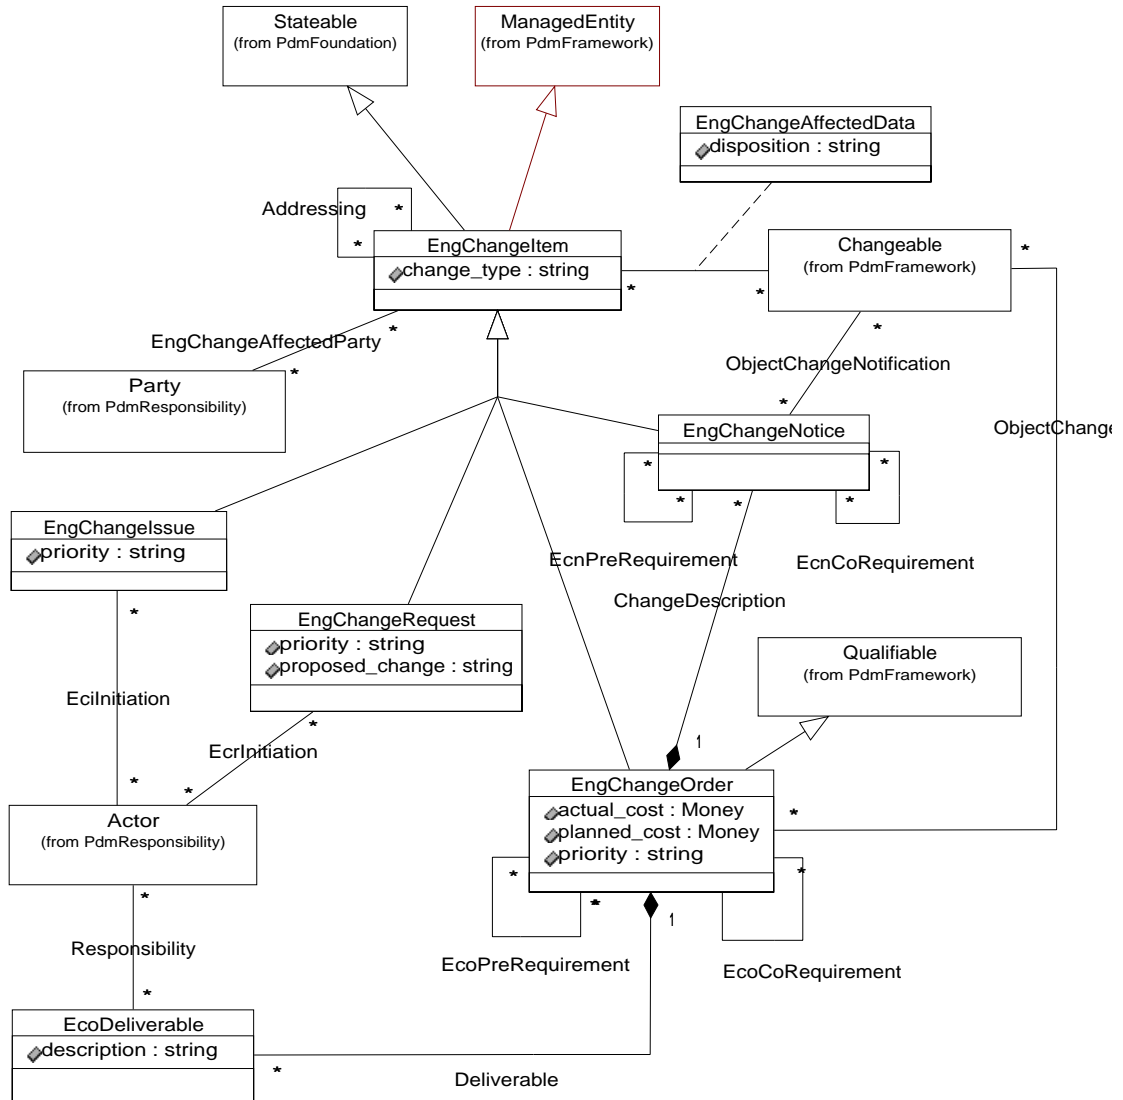 Stateable
(from PdmFoundation)
ManagedEntity
(from PdmFramework)
EngChangeAffectedData
disposition : string
Addressing
*
*
EngChangeItem
change_type : string
*
*
Changeable
(from PdmFramework)
*
EngChangeAffectedParty
*
*
Party
(from PdmResponsibility)
*
ObjectChangeNotification
*
ObjectChange
EngChangeNotice
*
*
*
*
*
EcnPreRequirement
EcnCoRequirement
ChangeDescription
EngChangeIssue
priority : string
*
EngChangeRequest
priority : string
proposed_change : string
*
Qualifiable
(from PdmFramework)
EciInitiation
EcrInitiation
*
*
1
Actor
(from PdmResponsibility)
*
EngChangeOrder
actual_cost : Money
planned_cost : Money
priority : string
*
*
*
*
1
EcoPreRequirement
EcoCoRequirement
Responsibility
*
EcoDeliverable
description : string
*
Deliverable